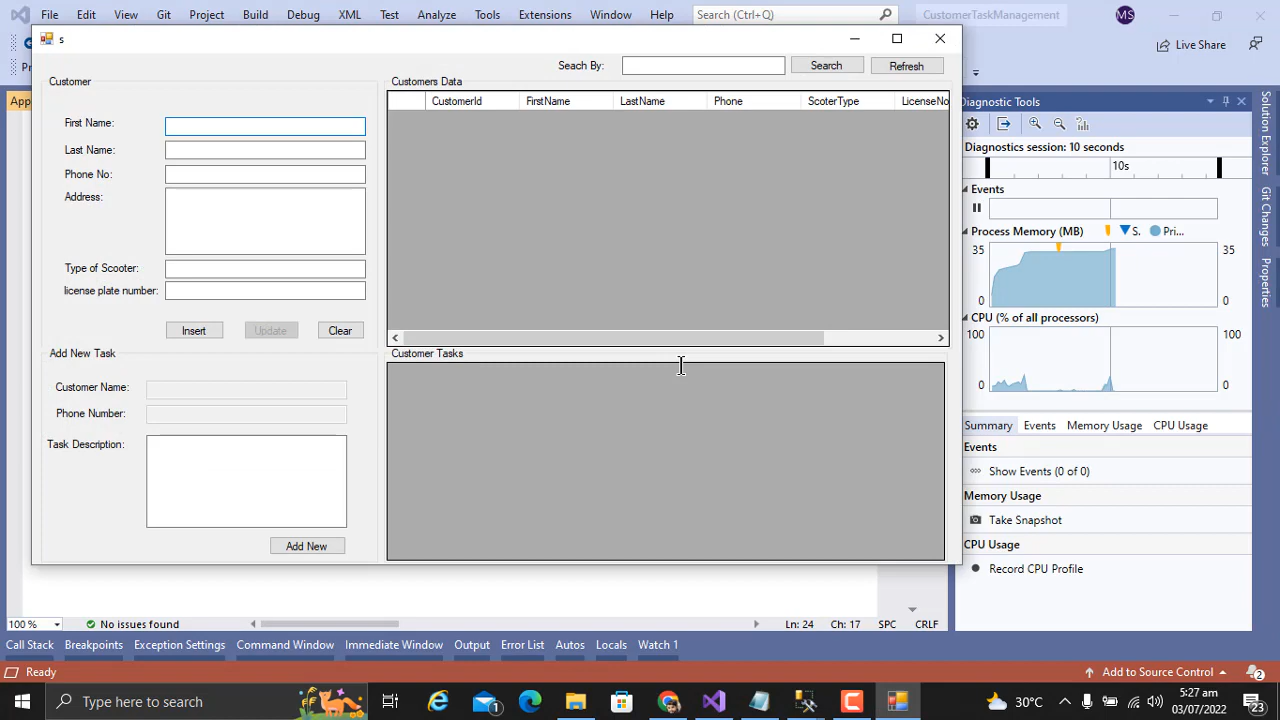 File Edit View Git Project Build Debug XML Test Analyze Tools Extensions Window Help Search (Ctrl+Q) CustomerTaskManagement MS
Live Share
s
Seach By: Search Refresh
Customer
First Name:
Last Name:
Phone No:
Address:
Type of Scooter:
license plate number:
Insert Update Clear
Customers Data
CustomerId FirstName LastName Phone ScoterType LicenseNo
Add New Task
Customer Name:
Phone Number:
Task Description:
Add New
Customer Tasks
App
Diagnostic Tools
Diagnostics session: 10 seconds
10s
Events
Process Memory (MB) S. Pri...
35 35
0 0
CPU (% of all processors)
100 100
0 0
Summary Events Memory Usage CPU Usage
Events
Show Events (0 of 0)
Memory Usage
Take Snapshot
CPU Usage
Record CPU Profile
Solution Explorer
Git Changes
Properties
100 % No issues found Ln: 24 Ch: 17 SPC CRLF
Call Stack Breakpoints Exception Settings Command Window Immediate Window Output Error List Autos Locals Watch 1
Ready Add to Source Control 2
Type here to search 1 30°C 5:27 am
03/07/2022 23